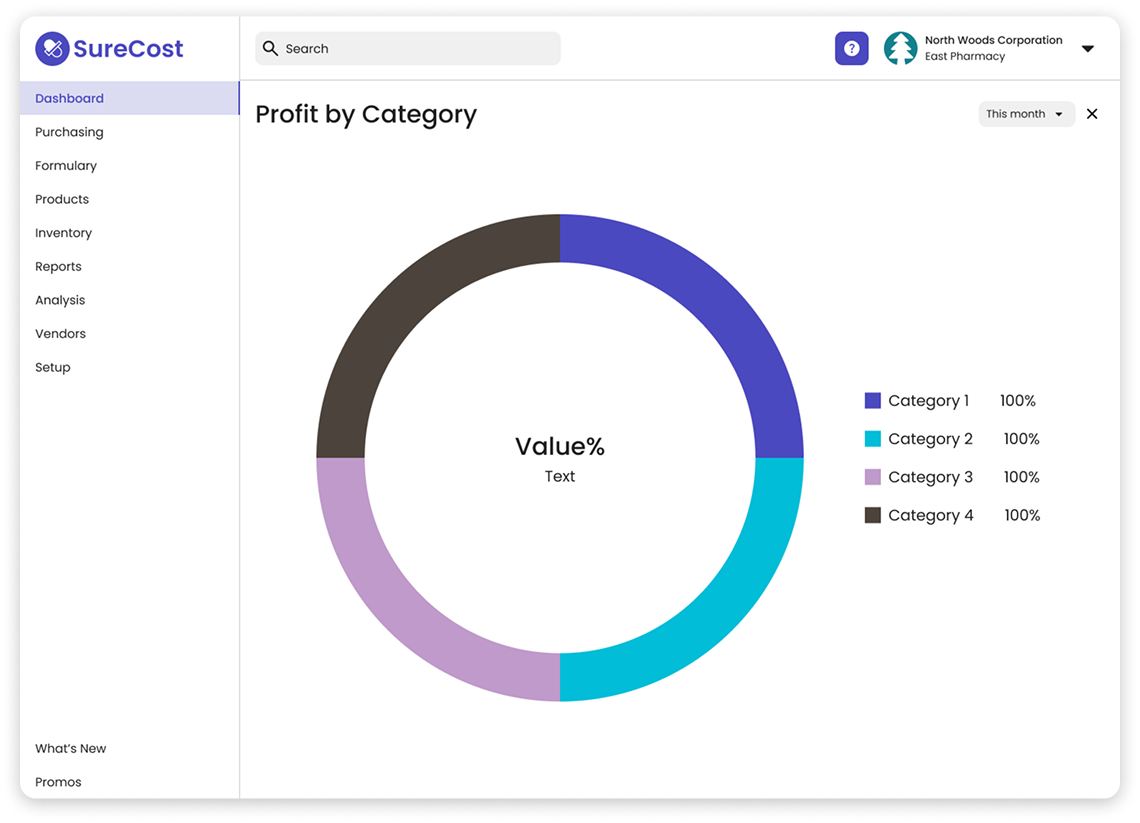 SureCost
Search
?
North Woods Corporation
East Pharmacy
Dashboard
Purchasing
Formulary
Products
Inventory
Reports
Analysis
Vendors
Setup
What's New
Promos
Profit by Category
This month
Value%
Text
Category 1 100%
Category 2 100%
Category 3 100%
Category 4 100%